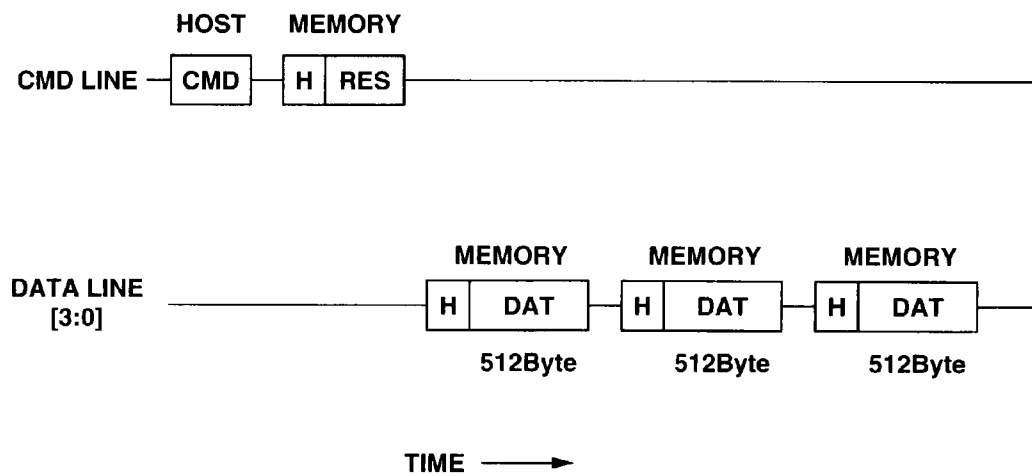 HOST MEMORY
CMD LINE CMD H RES
MEMORY MEMORY MEMORY
DATA LINE
[3:0]
H DAT H DAT H DAT
512Byte 512Byte 512Byte
TIME